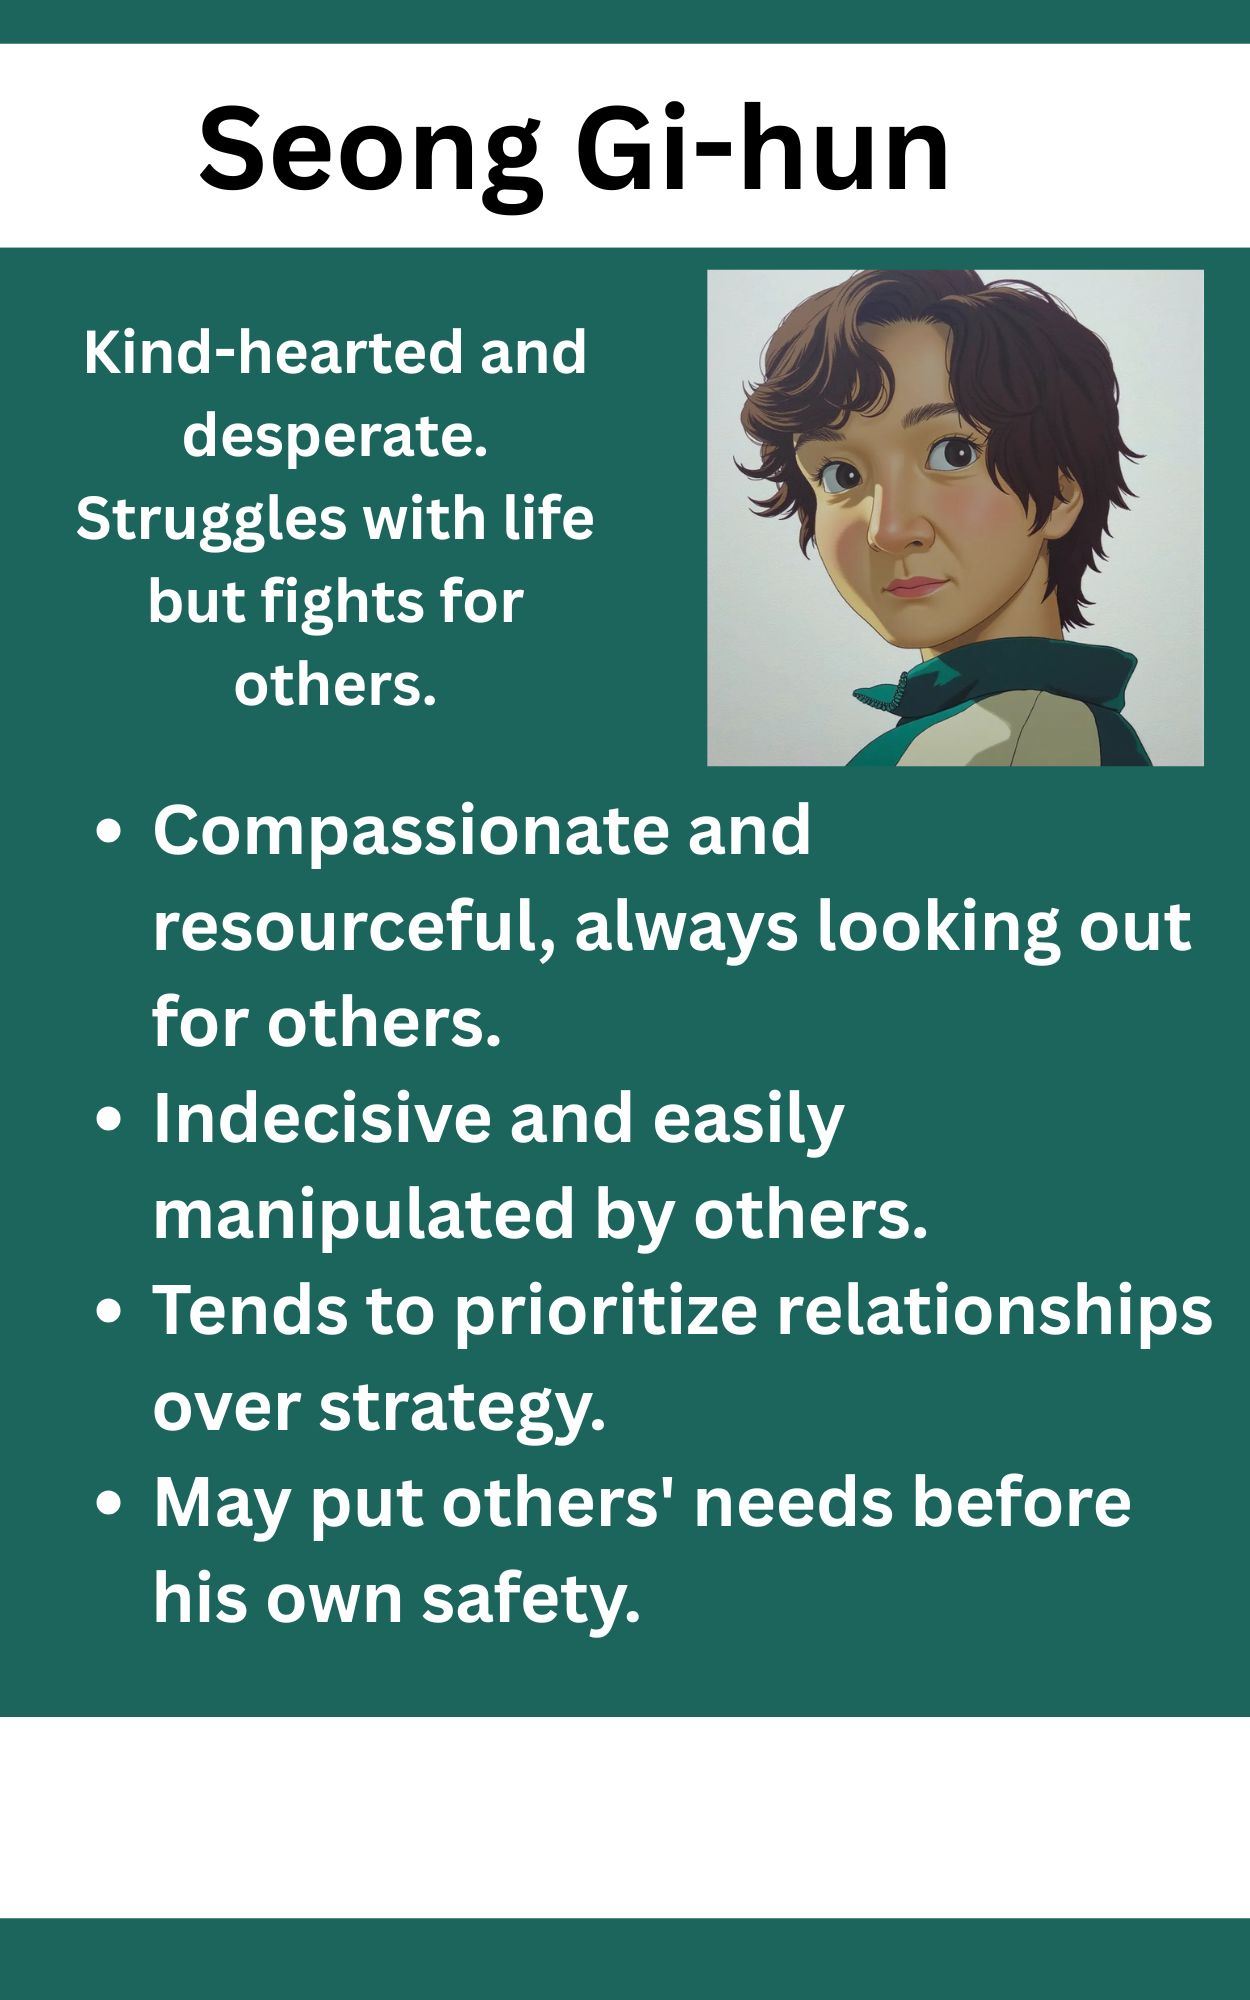 Seong Gi-hun
Kind-hearted and
desperate.
Struggles with life
but fights for
others.
• Compassionate and
resourceful, always looking out
for others.
• Indecisive and easily
manipulated by others.
• Tends to prioritize relationships
over strategy.
• May put others' needs before
his own safety.